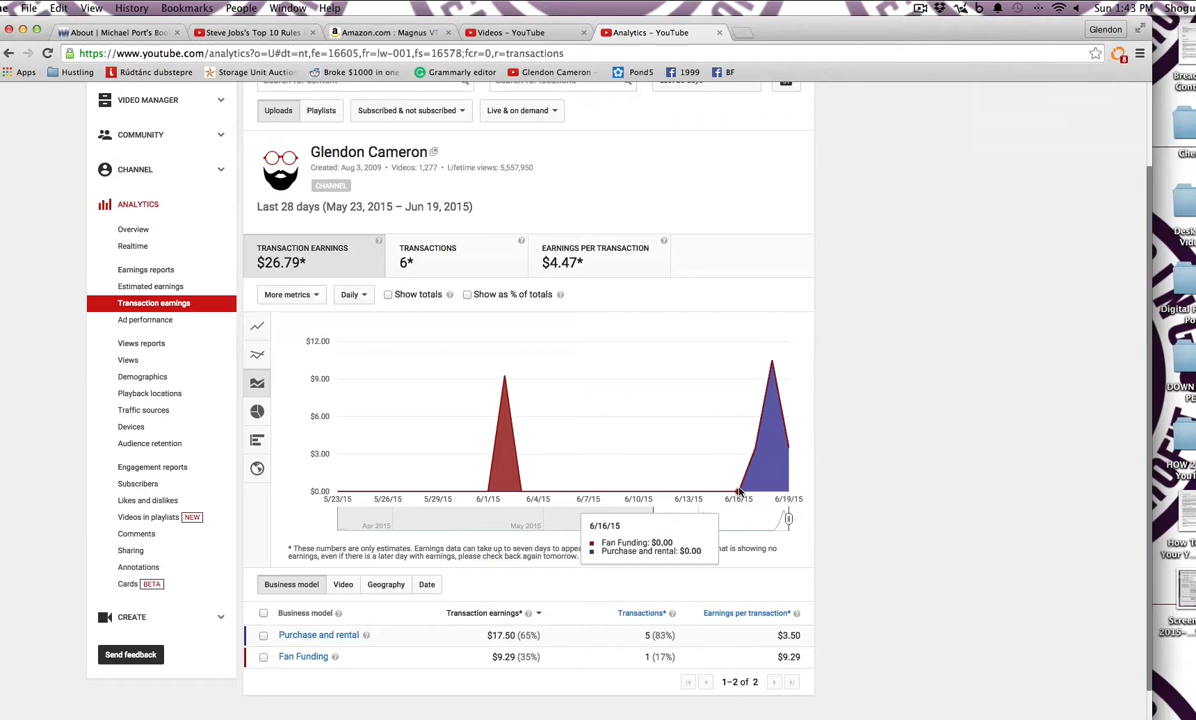 File Edit View History Bookmarks People Window Help Sun 1:43 PM Shogu
About | Michael Port's Book Steve Jobs's Top 10 Rules Amazon.com : Magnus VT Videos - YouTube Analytics - YouTube Glendon
https://www.youtube.com/analytics?o=U#dt=nt,fe=16605,fr=lw-001,fs=16578;fcr=0,r=transactions
Apps Hustling Rúdtánc dubstepre Storage Unit Auction Broke $1000 in one Grammarly editor Glendon Cameron - Pond5 1999 BF
VIDEO MANAGER
COMMUNITY
CHANNEL
ANALYTICS
Overview
Realtime
Earnings reports
Estimated earnings
Transaction earnings
Ad performance
Views reports
Views
Demographics
Playback locations
Traffic sources
Devices
Audience retention
Engagement reports
Subscribers
Likes and dislikes
Videos in playlists NEW
Comments
Sharing
Annotations
Cards BETA
CREATE
Send feedback
Uploads Playlists Subscribed & not subscribed Live & on demand
Glendon Cameron
Created: Aug 3, 2009 • Videos: 1,277 • Lifetime views: 5,557,950
CHANNEL
Last 28 days (May 23, 2015 – Jun 19, 2015)
TRANSACTION EARNINGS TRANSACTIONS EARNINGS PER TRANSACTION
$26.79* 6* $4.47*
More metrics Daily Show totals Show as % of totals
$12.00
$9.00
$6.00
$3.00
$0.00
5/23/15 5/26/15 5/29/15 6/1/15 6/4/15 6/7/15 6/10/15 6/13/15 6/16/15 6/19/15
Apr 2015 May 2015
6/16/15
Fan Funding: $0.00
Purchase and rental: $0.00
* These numbers are only estimates. Earnings data can take up to seven days to appe hat is showing no
earnings, even if there is a later day with earnings, please check back again tomorrow.
Business model Video Geography Date
Business model Transaction earnings* Transactions* Earnings per transaction*
Purchase and rental $17.50 (65%) 5 (83%) $3.50
Fan Funding $9.29 (35%) 1 (17%) $9.29
1–2 of 2